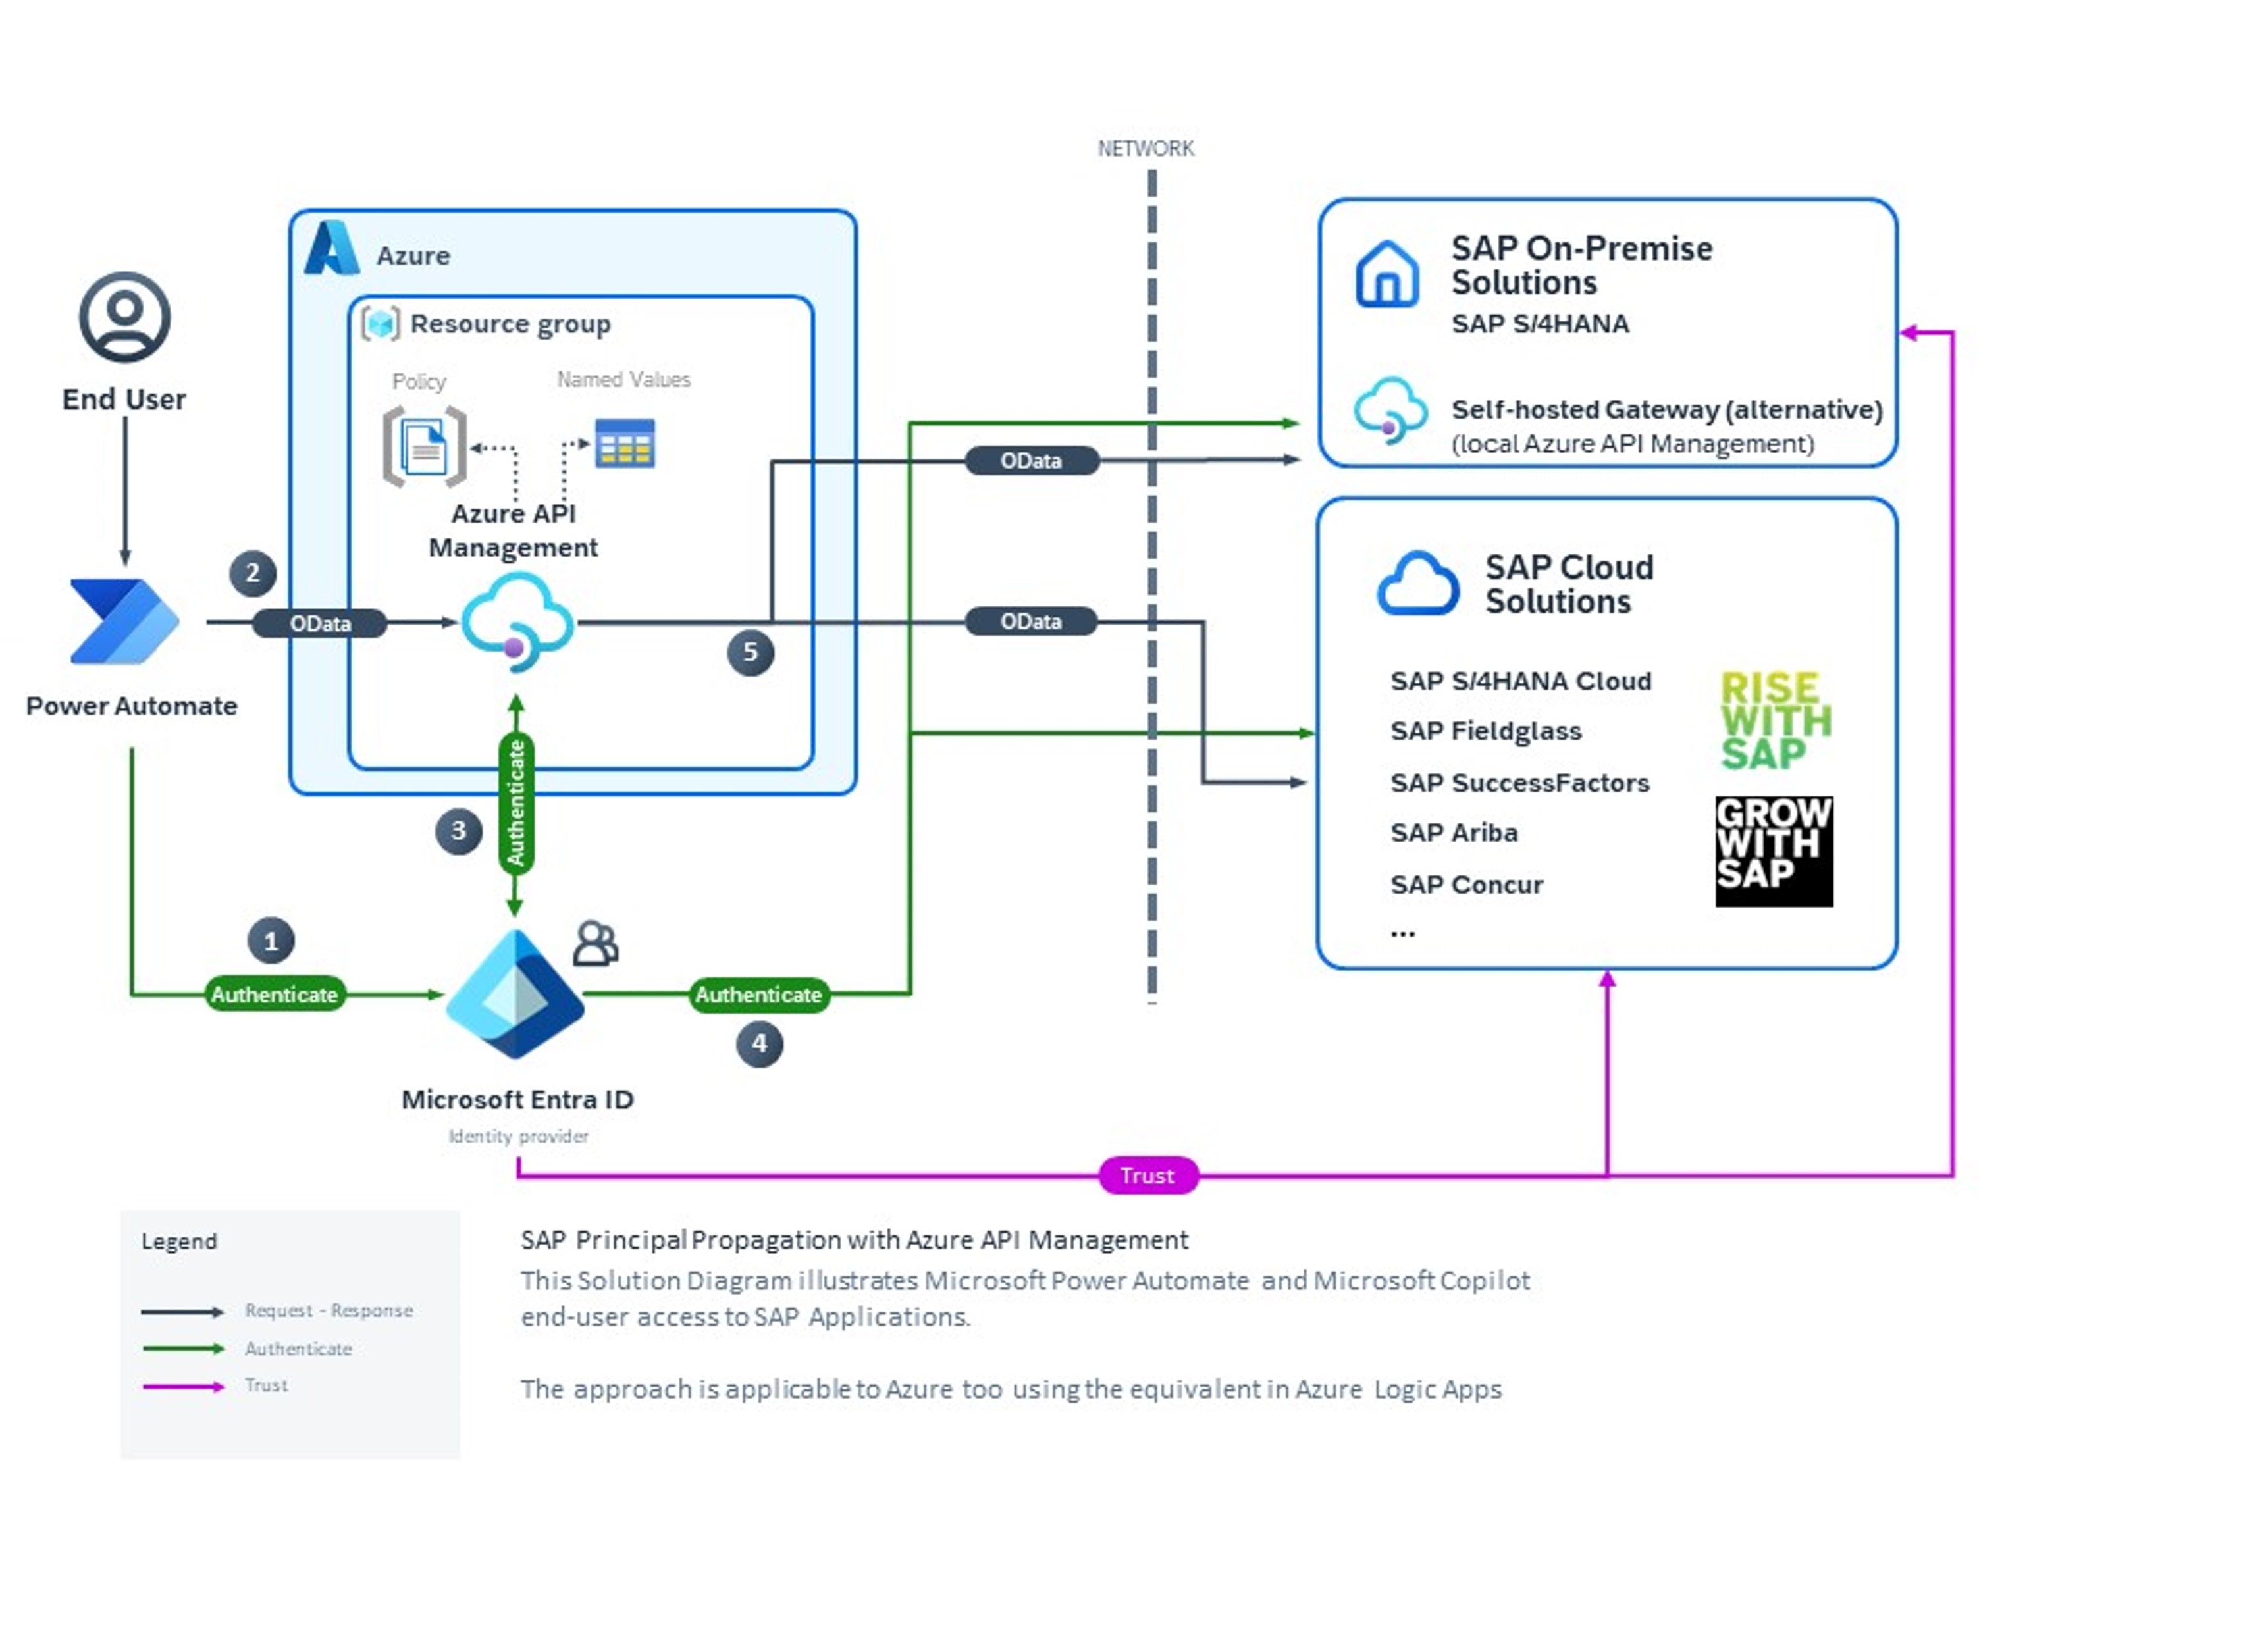 NETWORK
Azure
Resource group
Policy
Named Values
Azure API
Management
End User
2
OData
Power Automate
5
OData
OData
3
Authenticate
1
Authenticate
Authenticate
4
Microsoft Entra ID
Identity provider
Trust
SAP On-Premise
Solutions
SAP S/4HANA
Self-hosted Gateway (alternative)
(local Azure API Management)
SAP Cloud
Solutions
SAP S/4HANA Cloud
SAP Fieldglass
SAP SuccessFactors
SAP Ariba
SAP Concur
...
RISE
WITH
SAP
GROW
WITH
SAP
Legend
Request - Response
Authenticate
Trust
SAP Principal Propagation with Azure API Management
This Solution Diagram illustrates Microsoft Power Automate and Microsoft Copilot
end-user access to SAP Applications.
The approach is applicable to Azure too using the equivalent in Azure Logic Apps